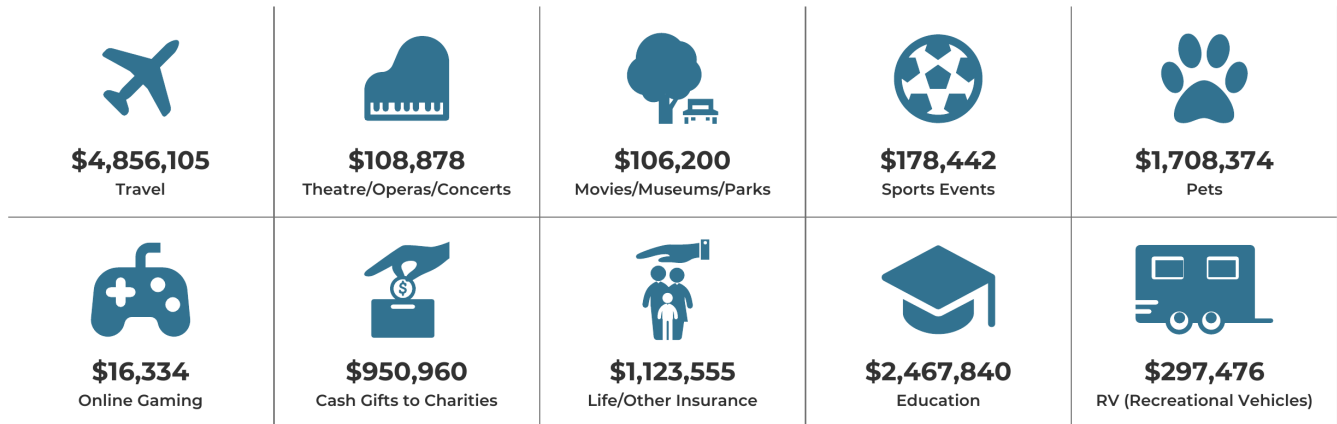 $4,856,105
Travel
$108,878
Theatre/Operas/Concerts
$106,200
Movies/Museums/Parks
$178,442
Sports Events
$1,708,374
Pets
$16,334
Online Gaming
$
$950,960
Cash Gifts to Charities
$1,123,555
Life/Other Insurance
$2,467,840
Education
$297,476
RV (Recreational Vehicles)